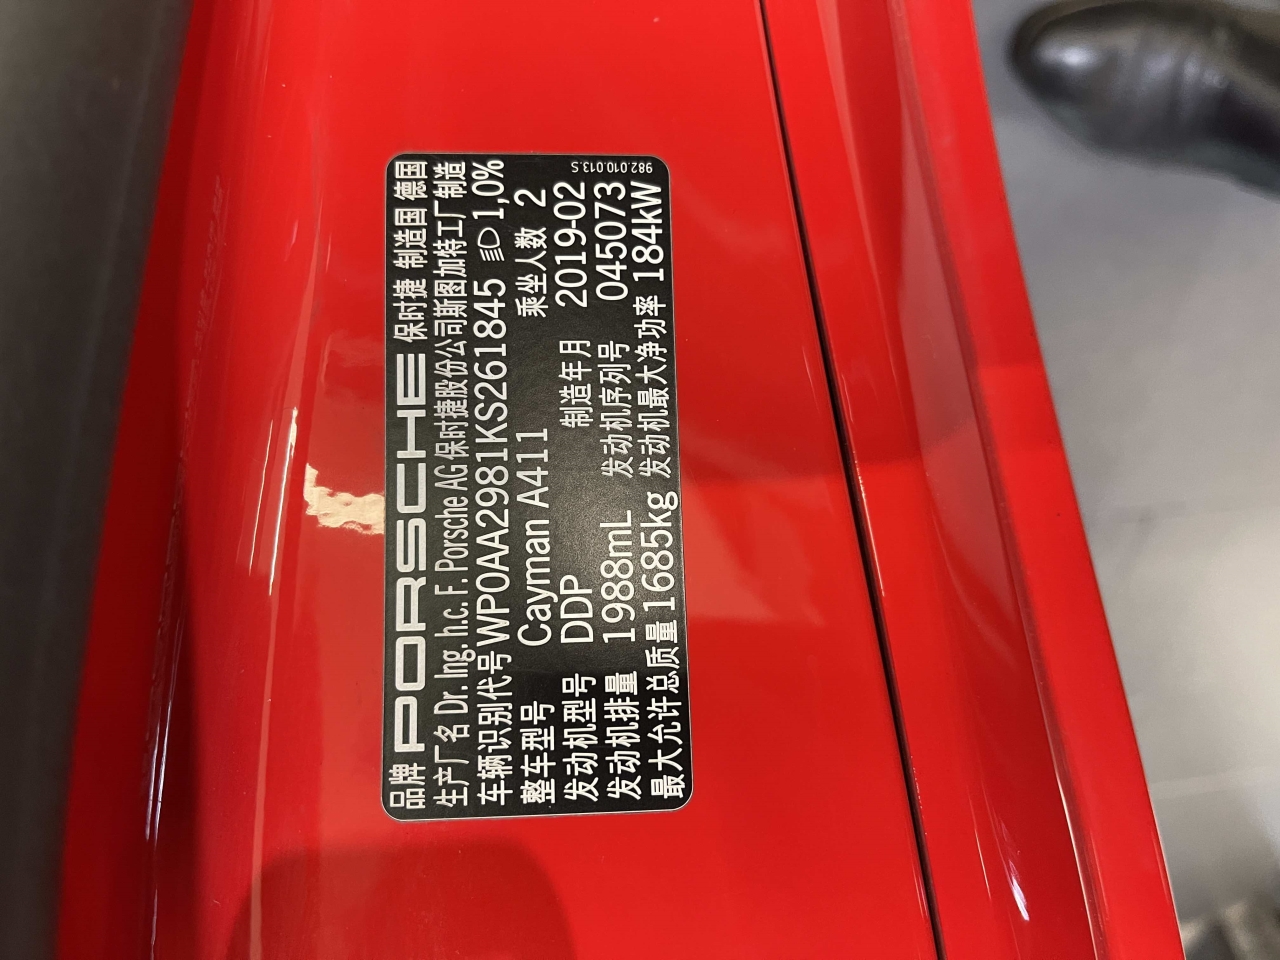 品牌 PORSCHE 保时捷 制造国 德国
生产厂名 Dr. Ing. h.c. F. Porsche AG 保时捷股份公司斯图加特工厂制造
车辆识别代号 WP0AA2981KS261845 1,0%
整车型号 Cayman A411 乘坐人数 2
发动机型号 DDP 制造年月 2019-02
发动机排量 1988mL 发动机序列号 045073
最大允许总质量 1685kg 发动机最大净功率 184kW
982.010.013.S